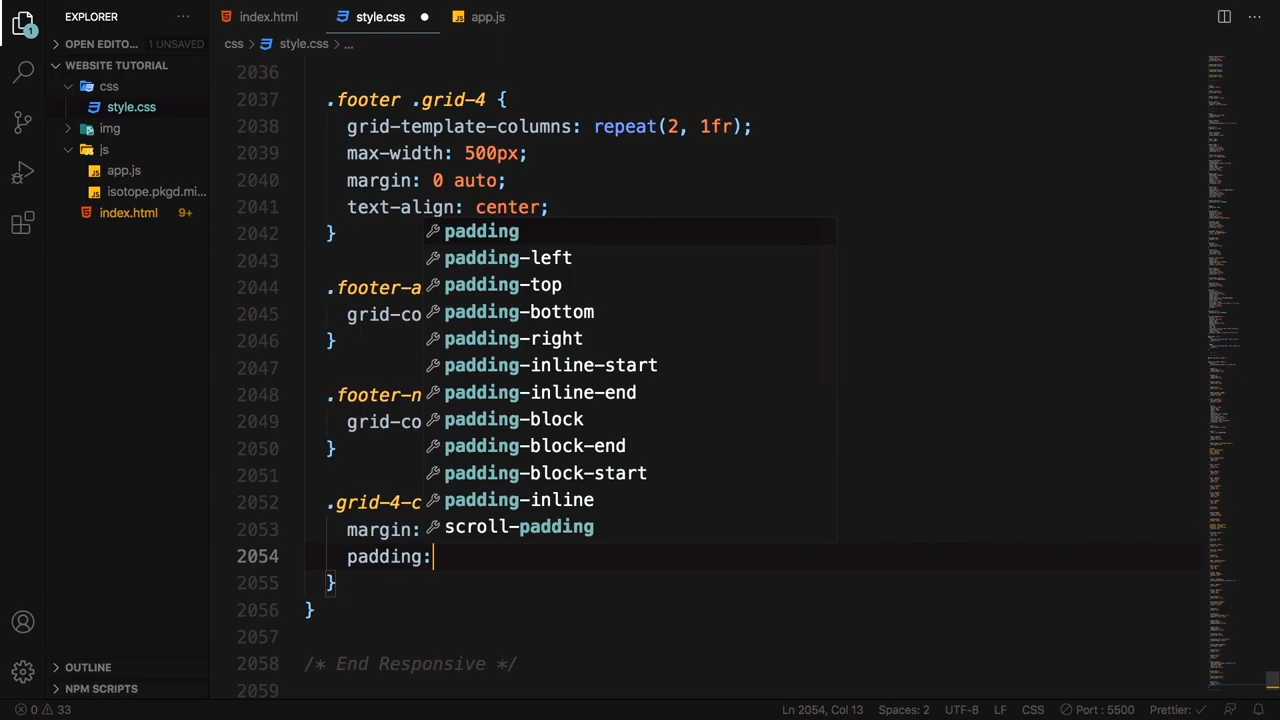 EXPLORER
index.html
style.css
app.js
1
OPEN EDITO... 1 UNSAVED
css
style.css
...
WEBSITE TUTORIAL
css
style.css
img
js
app.js
isotope.pkgd.mi...
index.html 9+
2036
2037 .footer .grid-4 {
2038 grid-template-columns: repeat(2, 1fr);
2039 max-width: 500px;
2040 margin: 0 auto;
2041 text-align: center;
2042 }
2043
2044 .footer-a
2045 grid-co
2046 }
2047
2048 .footer-n
2049 grid-co
2050 }
2051
2052 .grid-4-c
2053 margin:
2054 padding:
2055 }
2056 }
2057
2058 /* End Responsive */
2059
padding
padding-left
padding-top
padding-bottom
padding-right
padding-inline-start
padding-inline-end
padding-block
padding-block-end
padding-block-start
padding-inline
scroll-padding
OUTLINE
NPM SCRIPTS
0 33
Ln 2054, Col 13
Spaces: 2
UTF-8
LF
CSS
Port : 5500
Prettier: